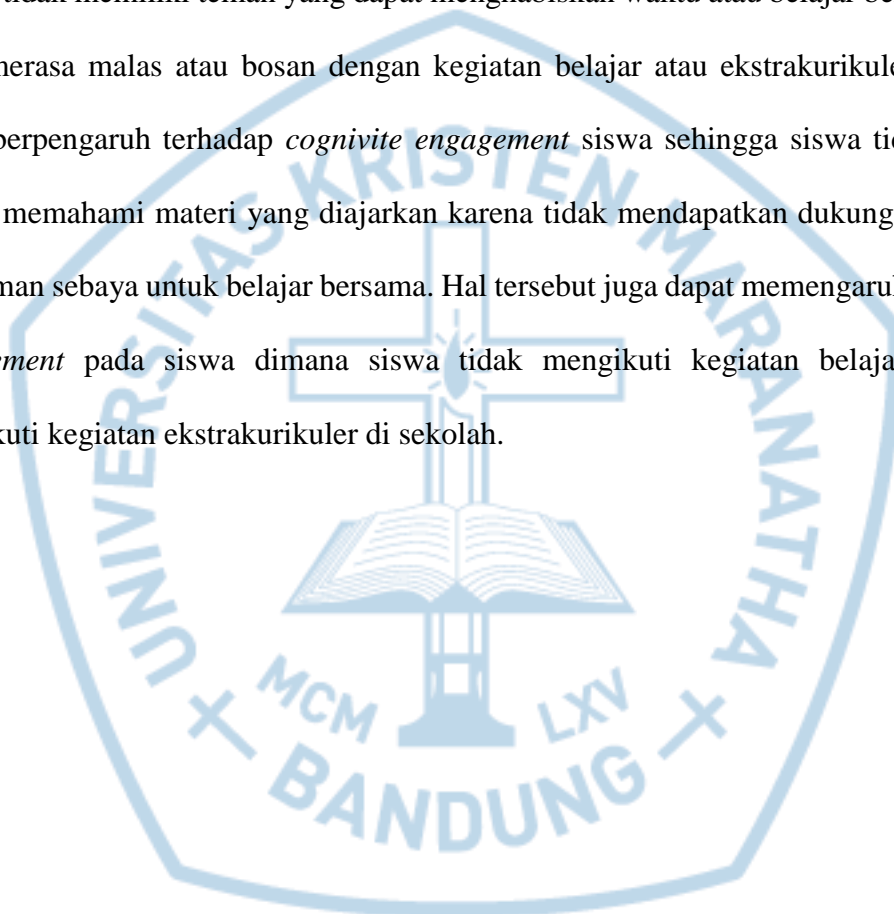 tidak memiliki teman yang dapat menghabiskan waktu atau belajar be
merasa malas atau bosan dengan kegiatan belajar atau ekstrakurikule
berpengaruh terhadap cognivite engagement siswa sehingga siswa tid
memahami materi yang diajarkan karena tidak mendapatkan dukung
man sebaya untuk belajar bersama. Hal tersebut juga dapat memengaru
ement pada siswa dimana siswa tidak mengikuti kegiatan belaja
kuti kegiatan ekstrakurikuler di sekolah.
UNIVERSITAS KRISTEN MARANATHA
MCM LXV
BANDUNG